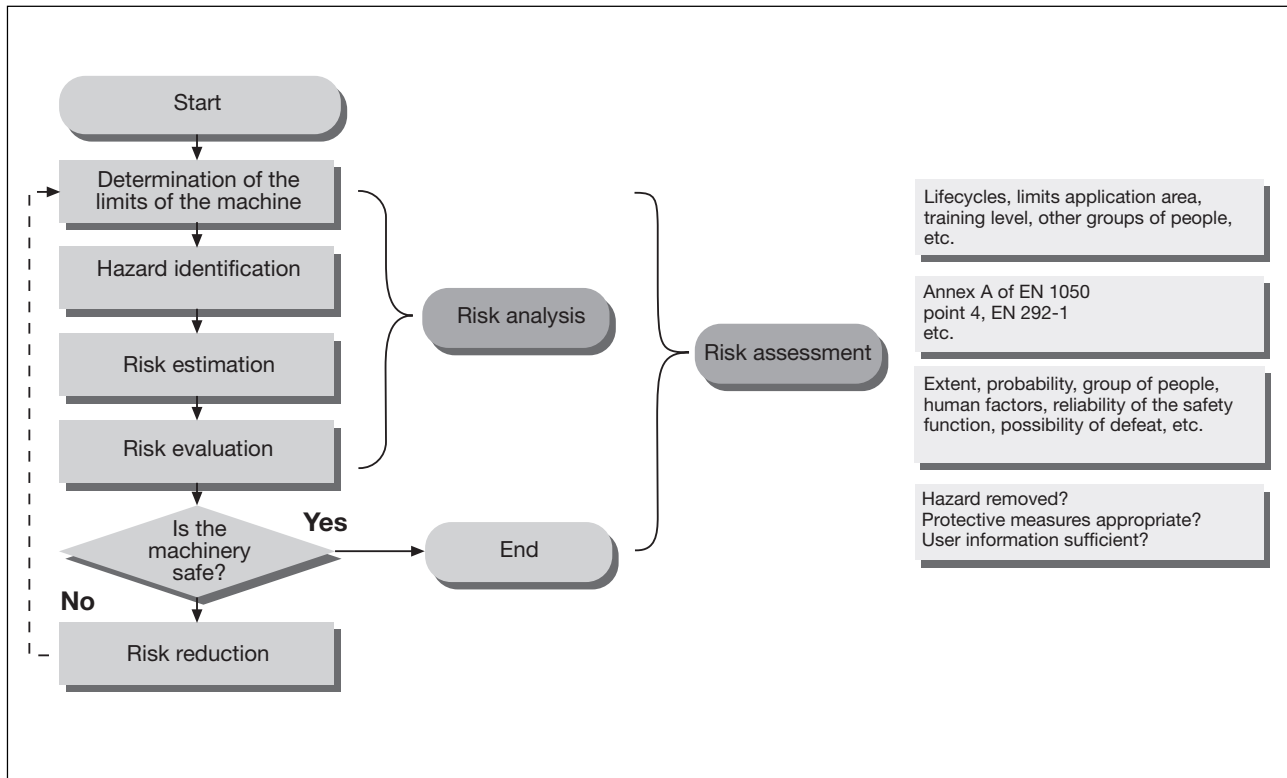 Start
Determination of the
limits of the machine
Hazard identification
Risk estimation
Risk evaluation
Is the
machinery
safe?
Yes
No
End
Risk reduction
Risk analysis
Risk assessment
Lifecycles, limits application area,
training level, other groups of people,
etc.
Annex A of EN 1050
point 4, EN 292-1
etc.
Extent, probability, group of people,
human factors, reliability of the safety
function, possibility of defeat, etc.
Hazard removed?
Protective measures appropriate?
User information sufficient?